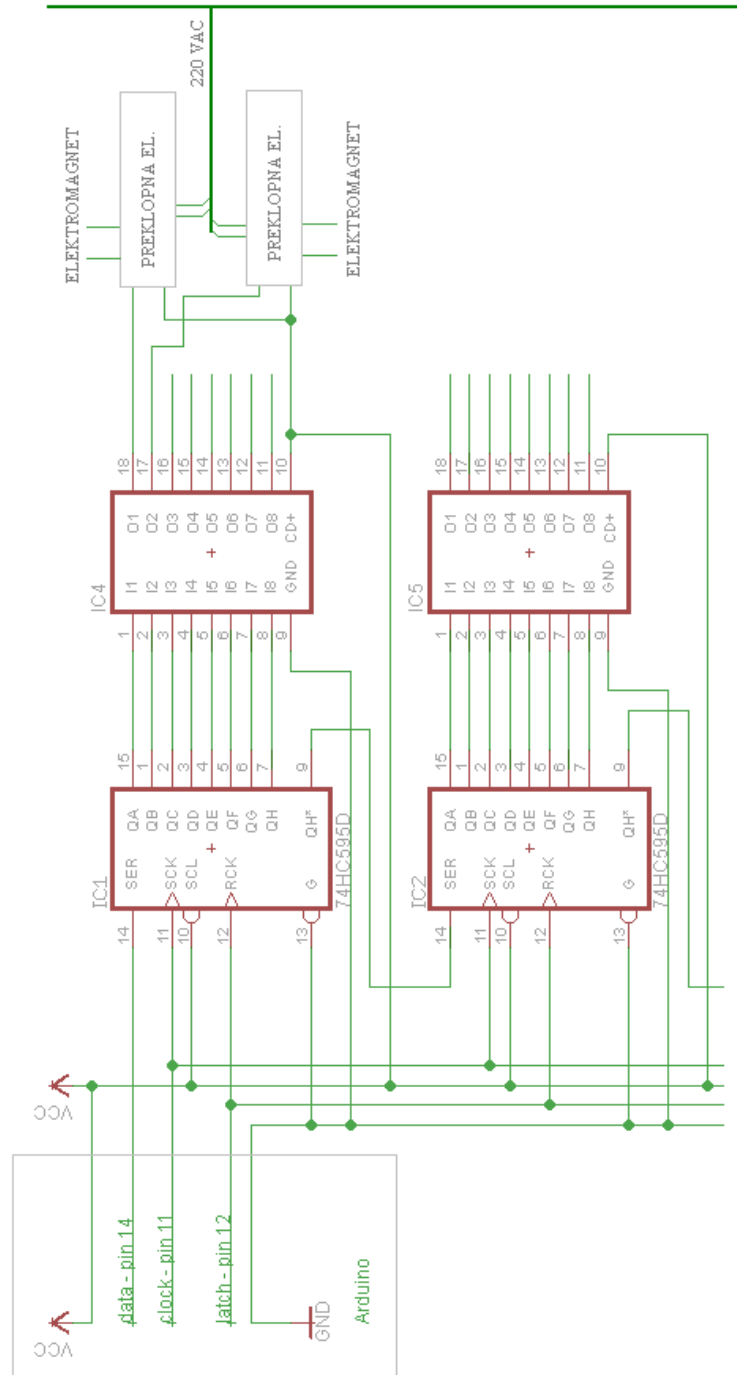 220 VAC
ELEKTROMAGNET
PREKLOPNA EL.
PREKLOPNA EL.
ELEKTROMAGNET
18
17
16
15
14
13
12
11
10
18
17
16
15
14
13
12
11
10
IC4
O1
O2
O3
O4
O5
O6
O7
O8
CD+
I1
I2
I3
I4
I5
I6
I7
I8
GND
IC5
O1
O2
O3
O4
O5
O6
O7
O8
CD+
I1
I2
I3
I4
I5
I6
I7
I8
GND
1
2
3
4
5
6
7
8
9
1
2
3
4
5
6
7
8
9
15
1
2
3
4
5
6
7
9
15
1
2
3
4
5
6
7
9
IC1
QA
QB
QC
QD
QE
QF
QG
QH
QH*
SER
SCK
SCL
RCK
G
74HC595D
IC2
QA
QB
QC
QD
QE
QF
QG
QH
QH*
SER
SCK
SCL
RCK
G
74HC595D
14
11
10
12
13
14
11
10
12
13
VCC
data - pin 14
clock - pin 11
latch - pin 12
VCC
GND
Arduino